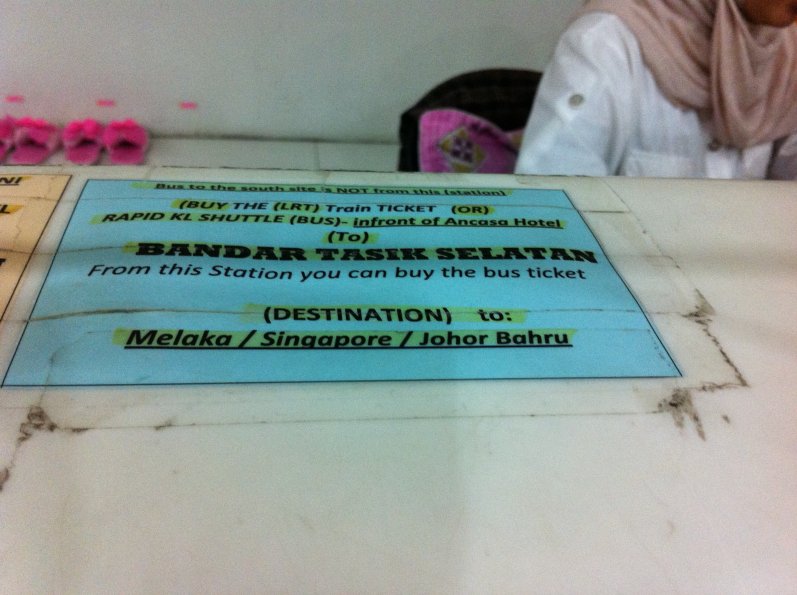 Bus to the south site is NOT from this (station)
(BUY THE (LRT) Train TICKET (OR)
RAPID KL SHUTTLE (BUS)- infront of Ancasa Hotel
(To)
BANDAR TASIK SELATAN
From this Station you can buy the bus ticket
(DESTINATION) to:
Melaka / Singapore / Johor Bahru